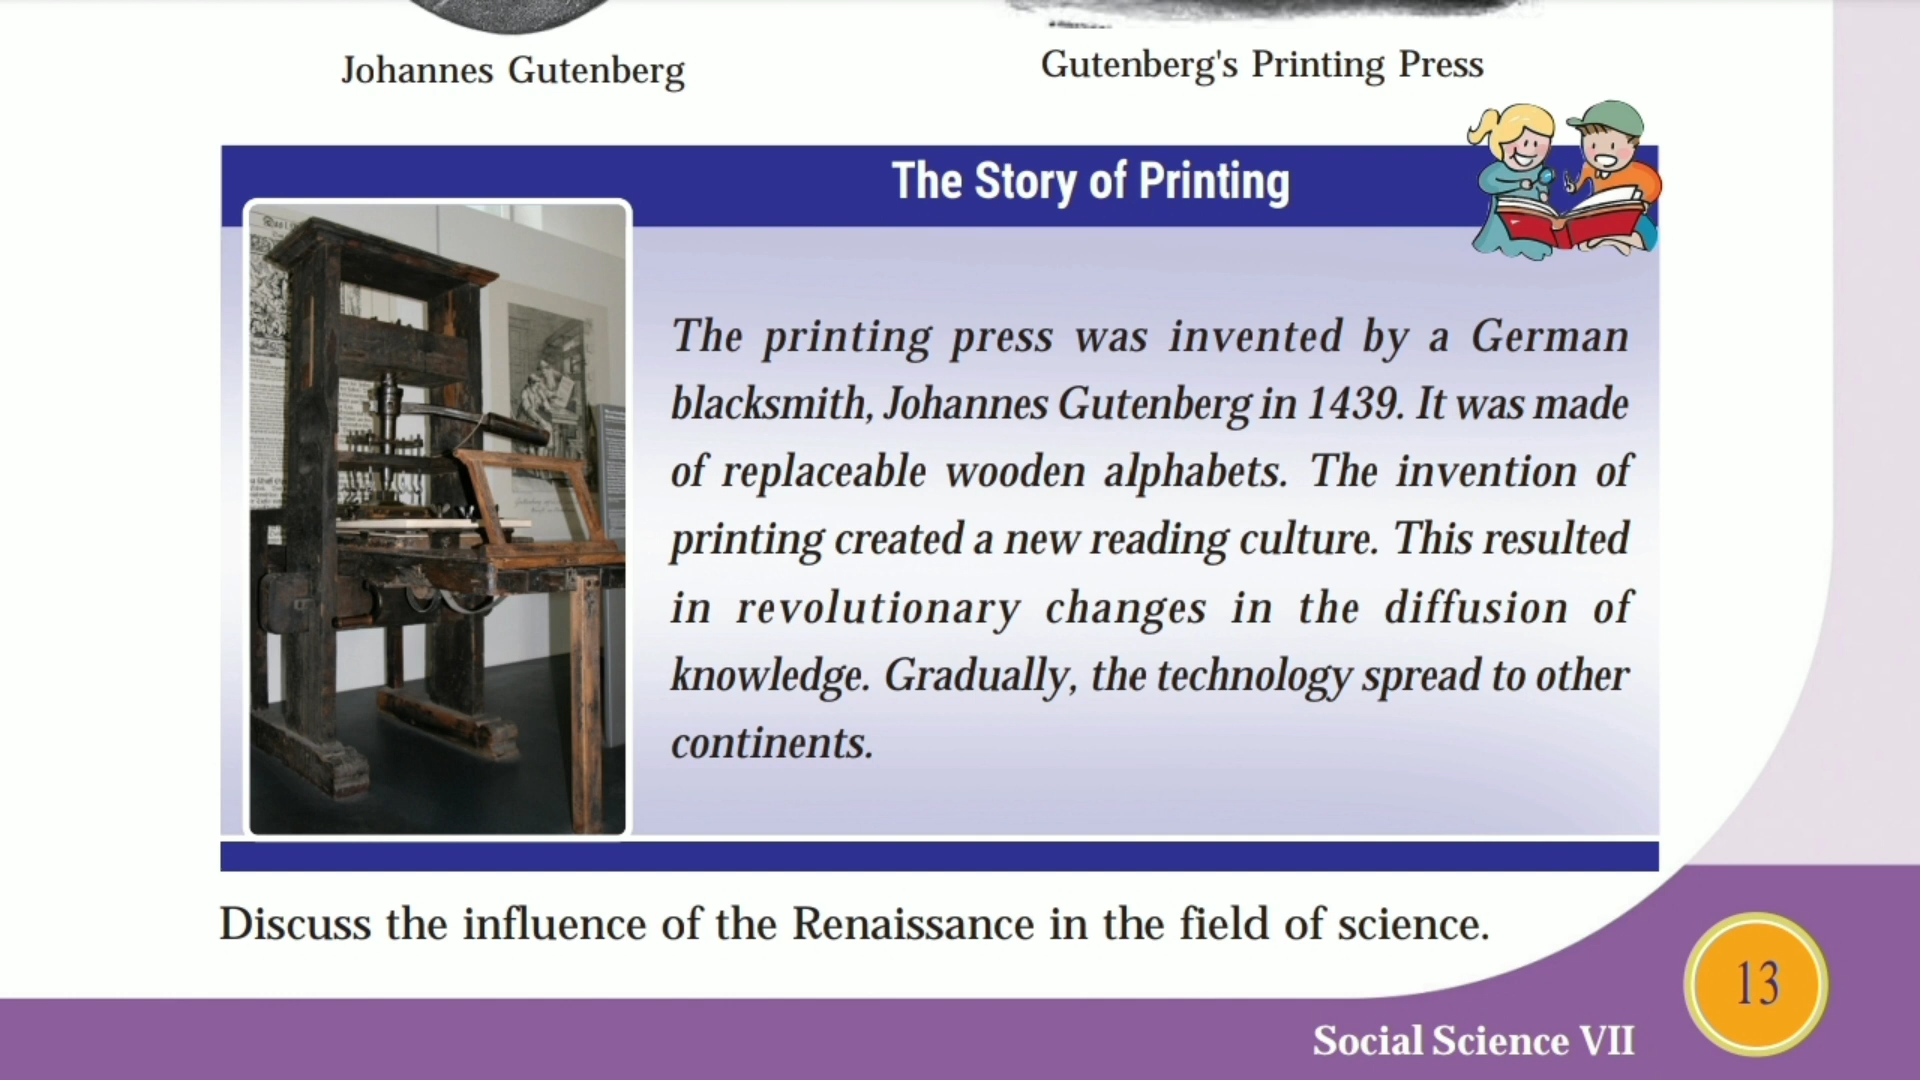 Johannes Gutenberg
Gutenberg's Printing Press
The Story of Printing
The printing press was invented by a German
blacksmith, Johannes Gutenberg in 1439. It was made
of replaceable wooden alphabets. The invention of
printing created a new reading culture. This resulted
in revolutionary changes in the diffusion of
knowledge. Gradually, the technology spread to other
continents.
Discuss the influence of the Renaissance in the field of science.
13
Social Science VII